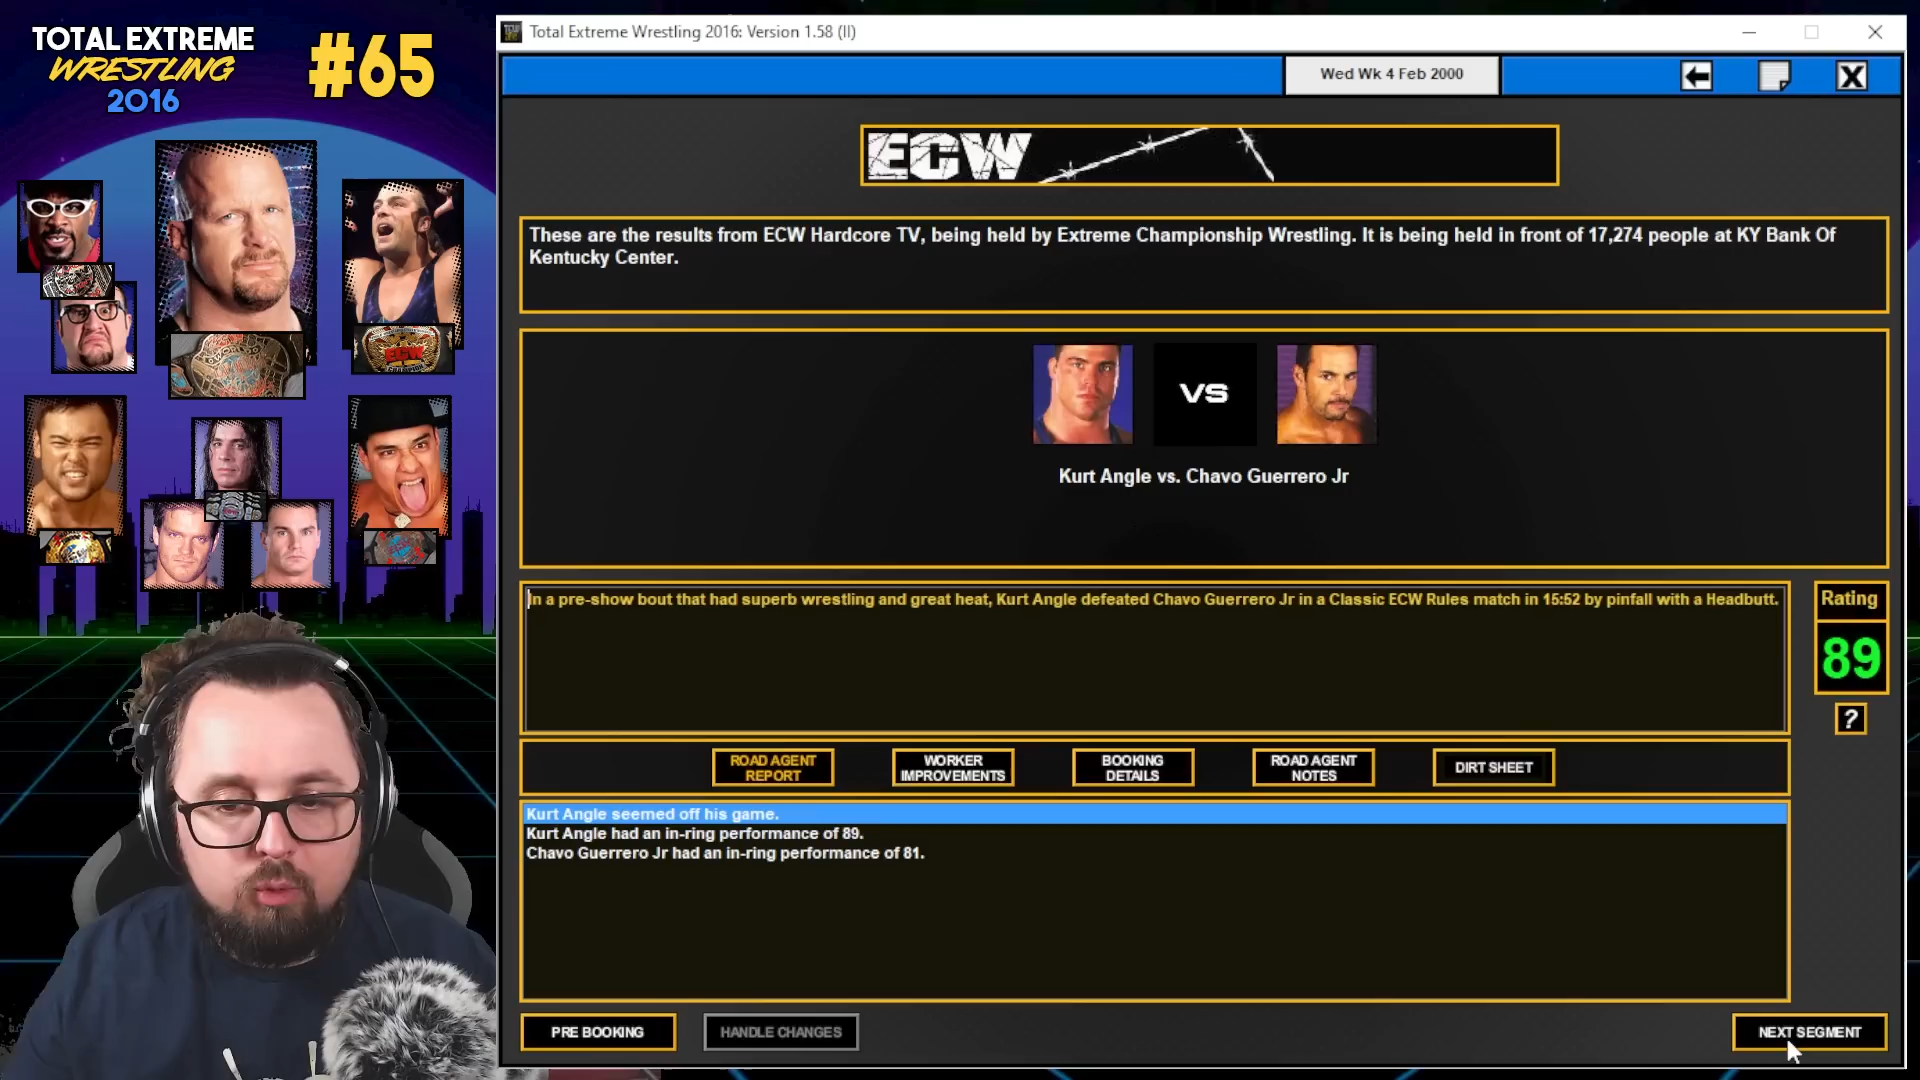 TOTAL EXTREME
WRESTLING
2016
#65
Total Extreme Wrestling 2016: Version 1.58 (II)
Wed Wk 4 Feb 2000
ECW
These are the results from ECW Hardcore TV, being held by Extreme Championship Wrestling. It is being held in front of 17,274 people at KY Bank Of
Kentucky Center.
VS
Kurt Angle vs. Chavo Guerrero Jr
In a pre-show bout that had superb wrestling and great heat, Kurt Angle defeated Chavo Guerrero Jr in a Classic ECW Rules match in 15:52 by pinfall with a Headbutt.
Rating
89
?
ROAD AGENT
REPORT
WORKER
IMPROVEMENTS
BOOKING
DETAILS
ROAD AGENT
NOTES
DIRT SHEET
Kurt Angle seemed off his game.
Kurt Angle had an in-ring performance of 89.
Chavo Guerrero Jr had an in-ring performance of 81.
PRE BOOKING
HANDLE CHANGES
NEXT SEGMENT